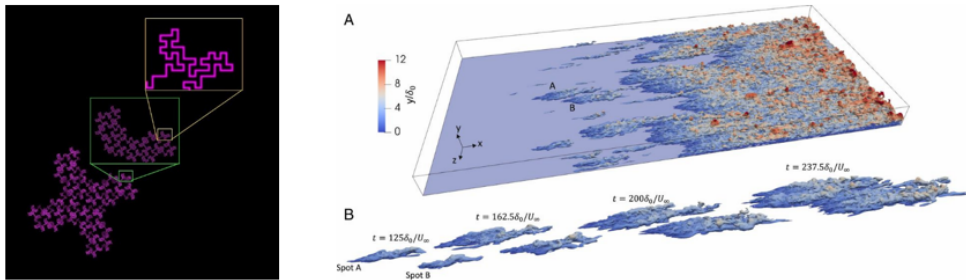 A
12
8
4
0
y/δ₀
A
B
y
x
z
B
t = 125δ₀/U∞
t = 162.5δ₀/U∞
t = 200δ₀/U∞
t = 237.5δ₀/U∞
Spot A
Spot B